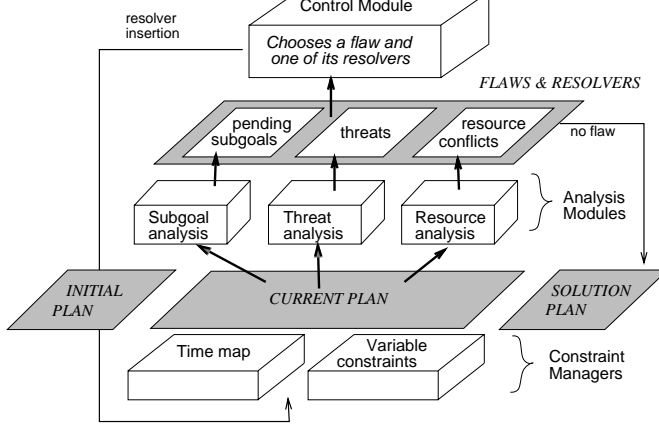 Control Module
resolver
insertion
Chooses a flaw and
one of its resolvers
FLAWS & RESOLVERS
pending
subgoals
threats
resource
conflicts
no flaw
Subgoal
analysis
Threat
analysis
Resource
analysis
Analysis
Modules
INITIAL
PLAN
CURRENT PLAN
SOLUTION
PLAN
Time map
Variable
constraints
Constraint
Managers